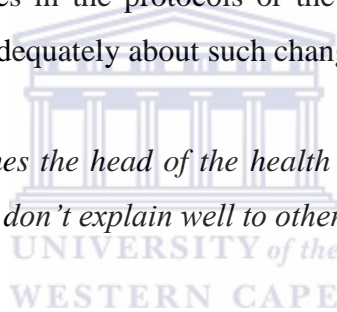 es in the protocols of the
dequately about such chang
nes the head of the health
don't explain well to other
UNIVERSITY of the
WESTERN CAPE